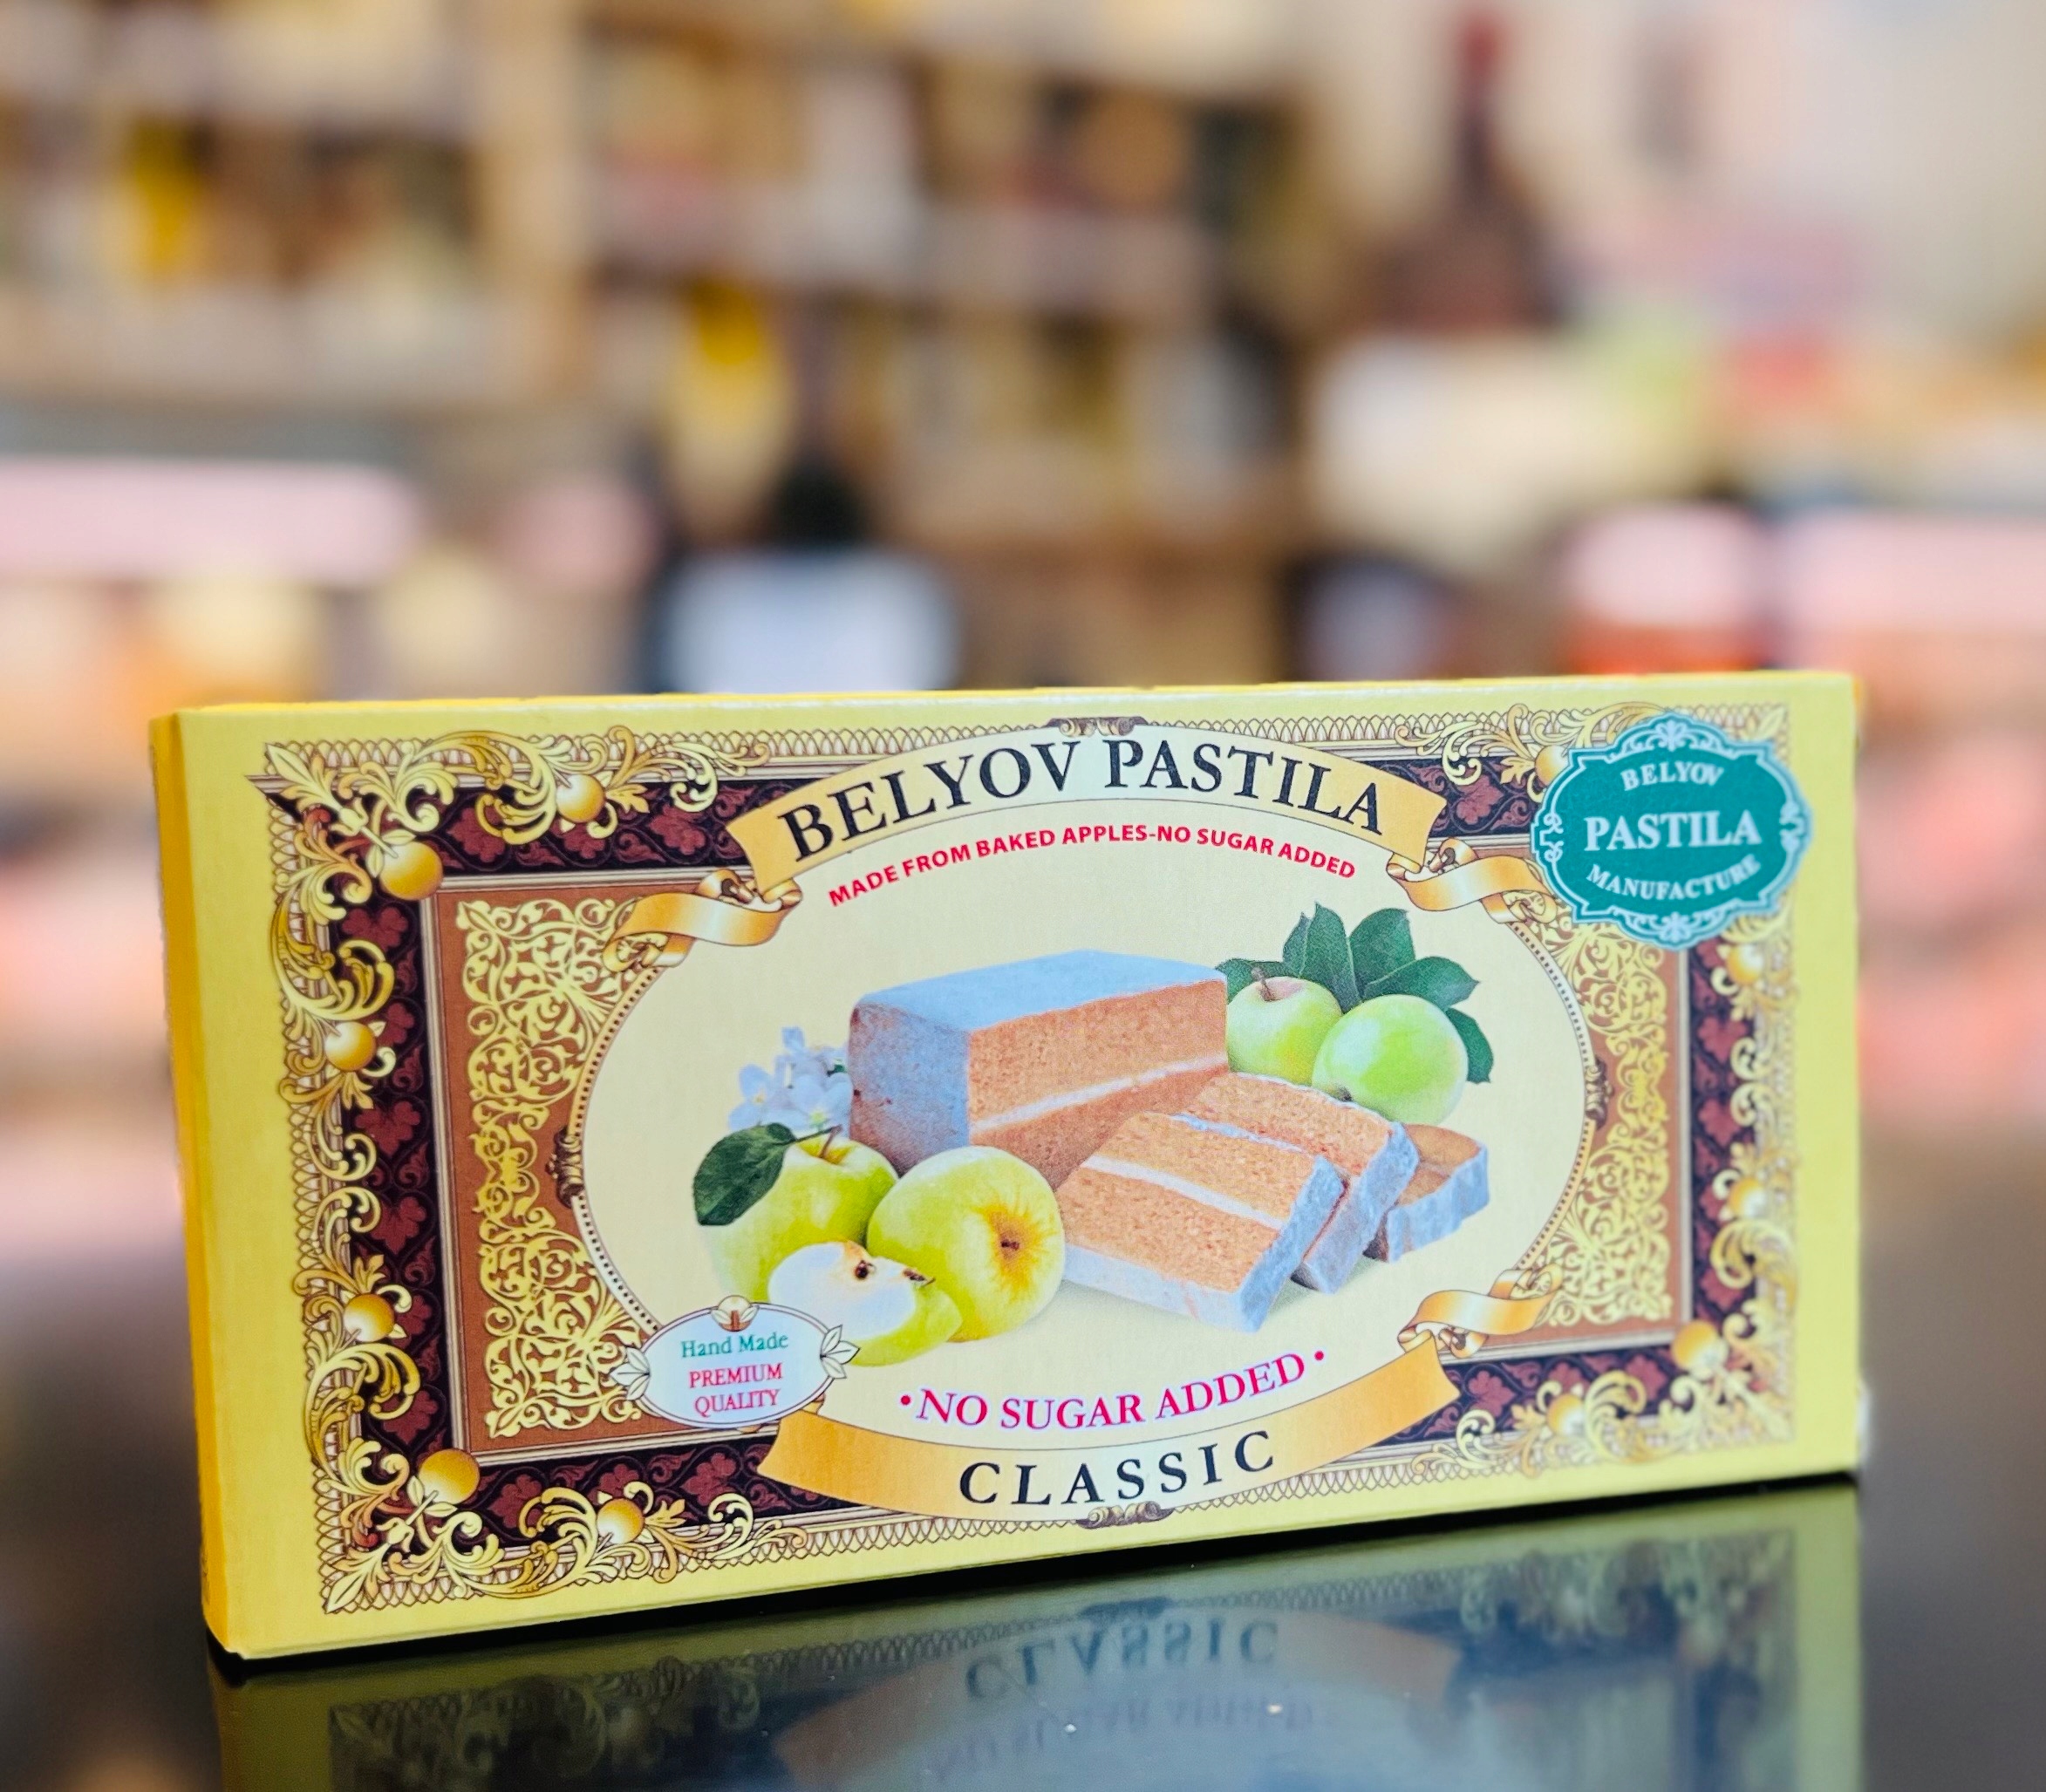 BELYOV PASTILA
MADE FROM BAKED APPLES-NO SUGAR ADDED
BELYOV
PASTILA
MANUFACTURE
Hand Made
PREMIUM
QUALITY
•NO SUGAR ADDED•
CLASSIC